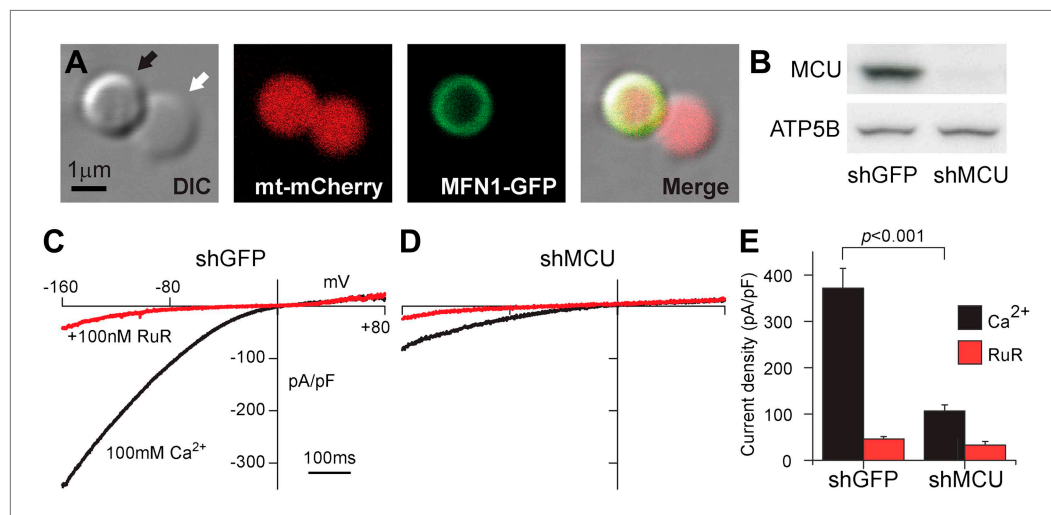 A
1µm
DIC
mt-mCherry
MFN1-GFP
Merge
B
MCU
ATP5B
shGFP shMCU
C
shGFP
-160
-80
mV
+80
+100nM RuR
-100
pA/pF
-200
100mM Ca2+
100ms
-300
D
shMCU
E
p<0.001
Current density (pA/pF)
400
300
200
100
0
Ca2+
RuR
shGFP shMCU